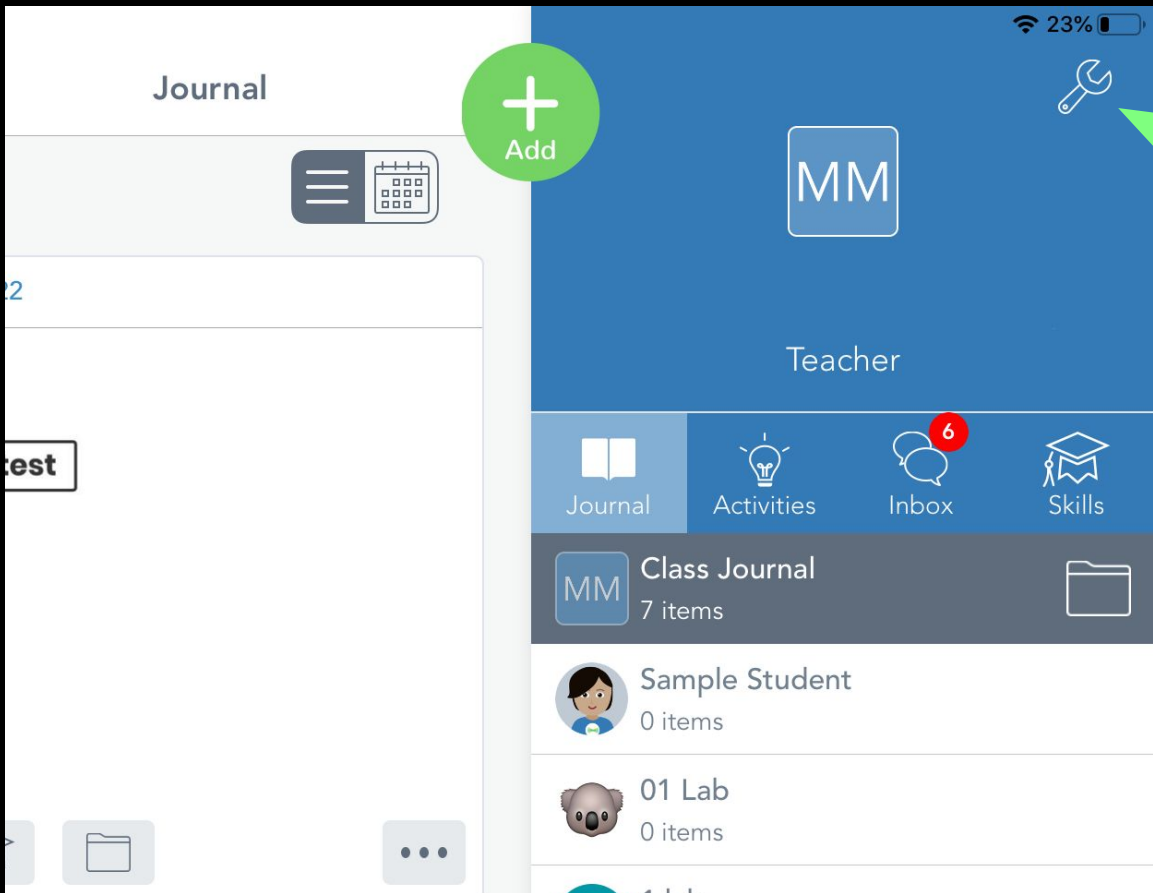 23%
Journal
Add
MM
22
Teacher
test
6
Journal
Activities
Inbox
Skills
MM
Class Journal
7 items
Sample Student
0 items
01 Lab
0 items